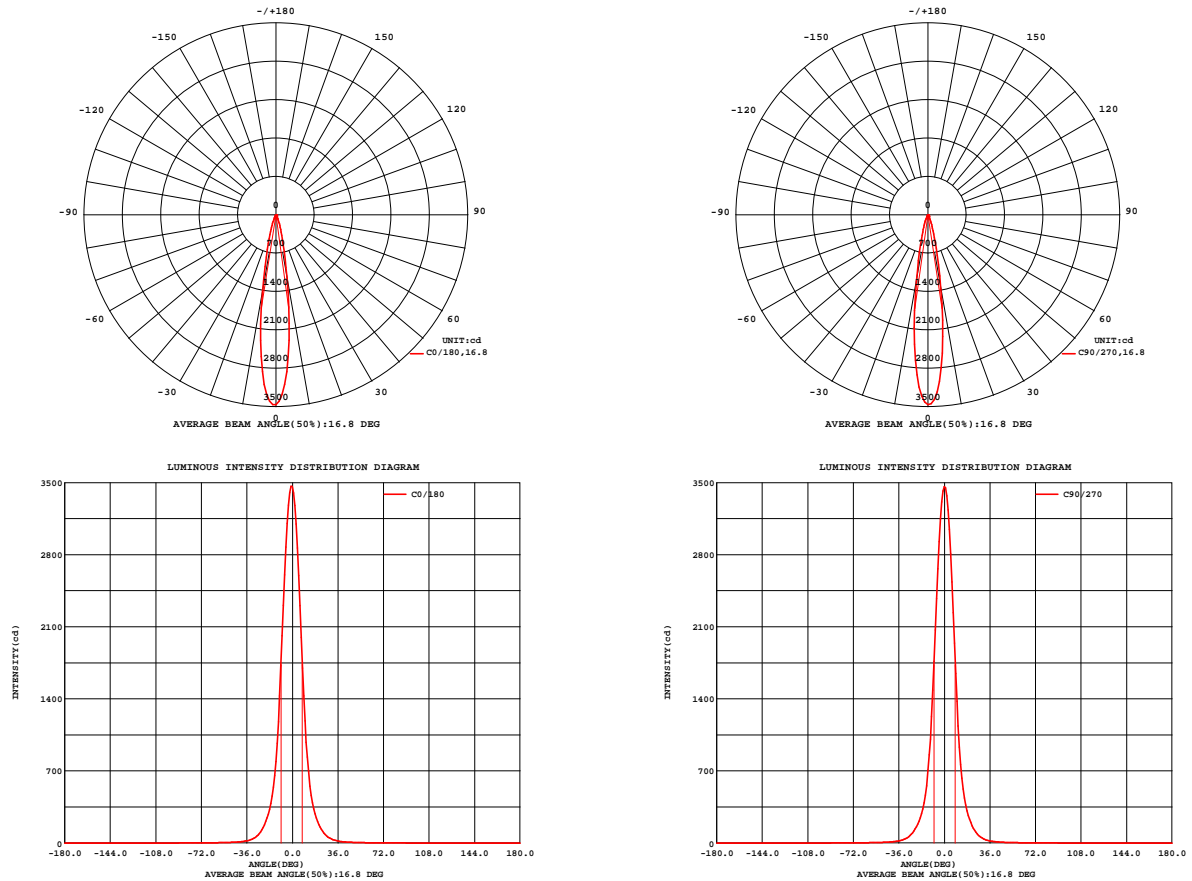 -/+180
-150
150
-120
120
-90
90
-60
60
-30
30
0
0
700
1400
2100
2800
3500
UNIT:cd
C0/180,16.8
AVERAGE BEAM ANGLE(50%):16.8 DEG
-/+180
-150
150
-120
120
-90
90
-60
60
-30
30
0
0
700
1400
2100
2800
3500
UNIT:cd
C90/270,16.8
AVERAGE BEAM ANGLE(50%):16.8 DEG
LUMINOUS INTENSITY DISTRIBUTION DIAGRAM
C0/180
INTENSITY(cd)
3500
2800
2100
1400
700
0
-180.0 -144.0 -108.0 -72.0 -36.0 0.0 36.0 72.0 108.0 144.0 180.0
ANGLE(DEG)
AVERAGE BEAM ANGLE(50%):16.8 DEG
LUMINOUS INTENSITY DISTRIBUTION DIAGRAM
C90/270
INTENSITY(cd)
3500
2800
2100
1400
700
0
-180.0 -144.0 -108.0 -72.0 -36.0 0.0 36.0 72.0 108.0 144.0 180.0
ANGLE(DEG)
AVERAGE BEAM ANGLE(50%):16.8 DEG